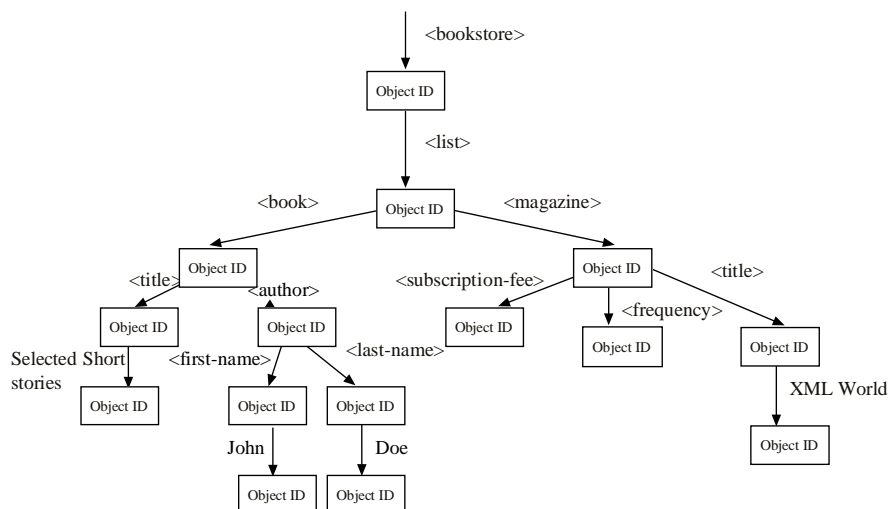 <bookstore>
Object ID
<list>
<book>
Object ID
<magazine>
Object ID
Object ID
<title>
<author>
<subscription-fee>
<frequency>
<title>
Object ID
Object ID
Object ID
Object ID
Object ID
Selected Short
stories
<first-name>
<last-name>
Object ID
Object ID
Object ID
XML World
John
Doe
Object ID
Object ID
Object ID